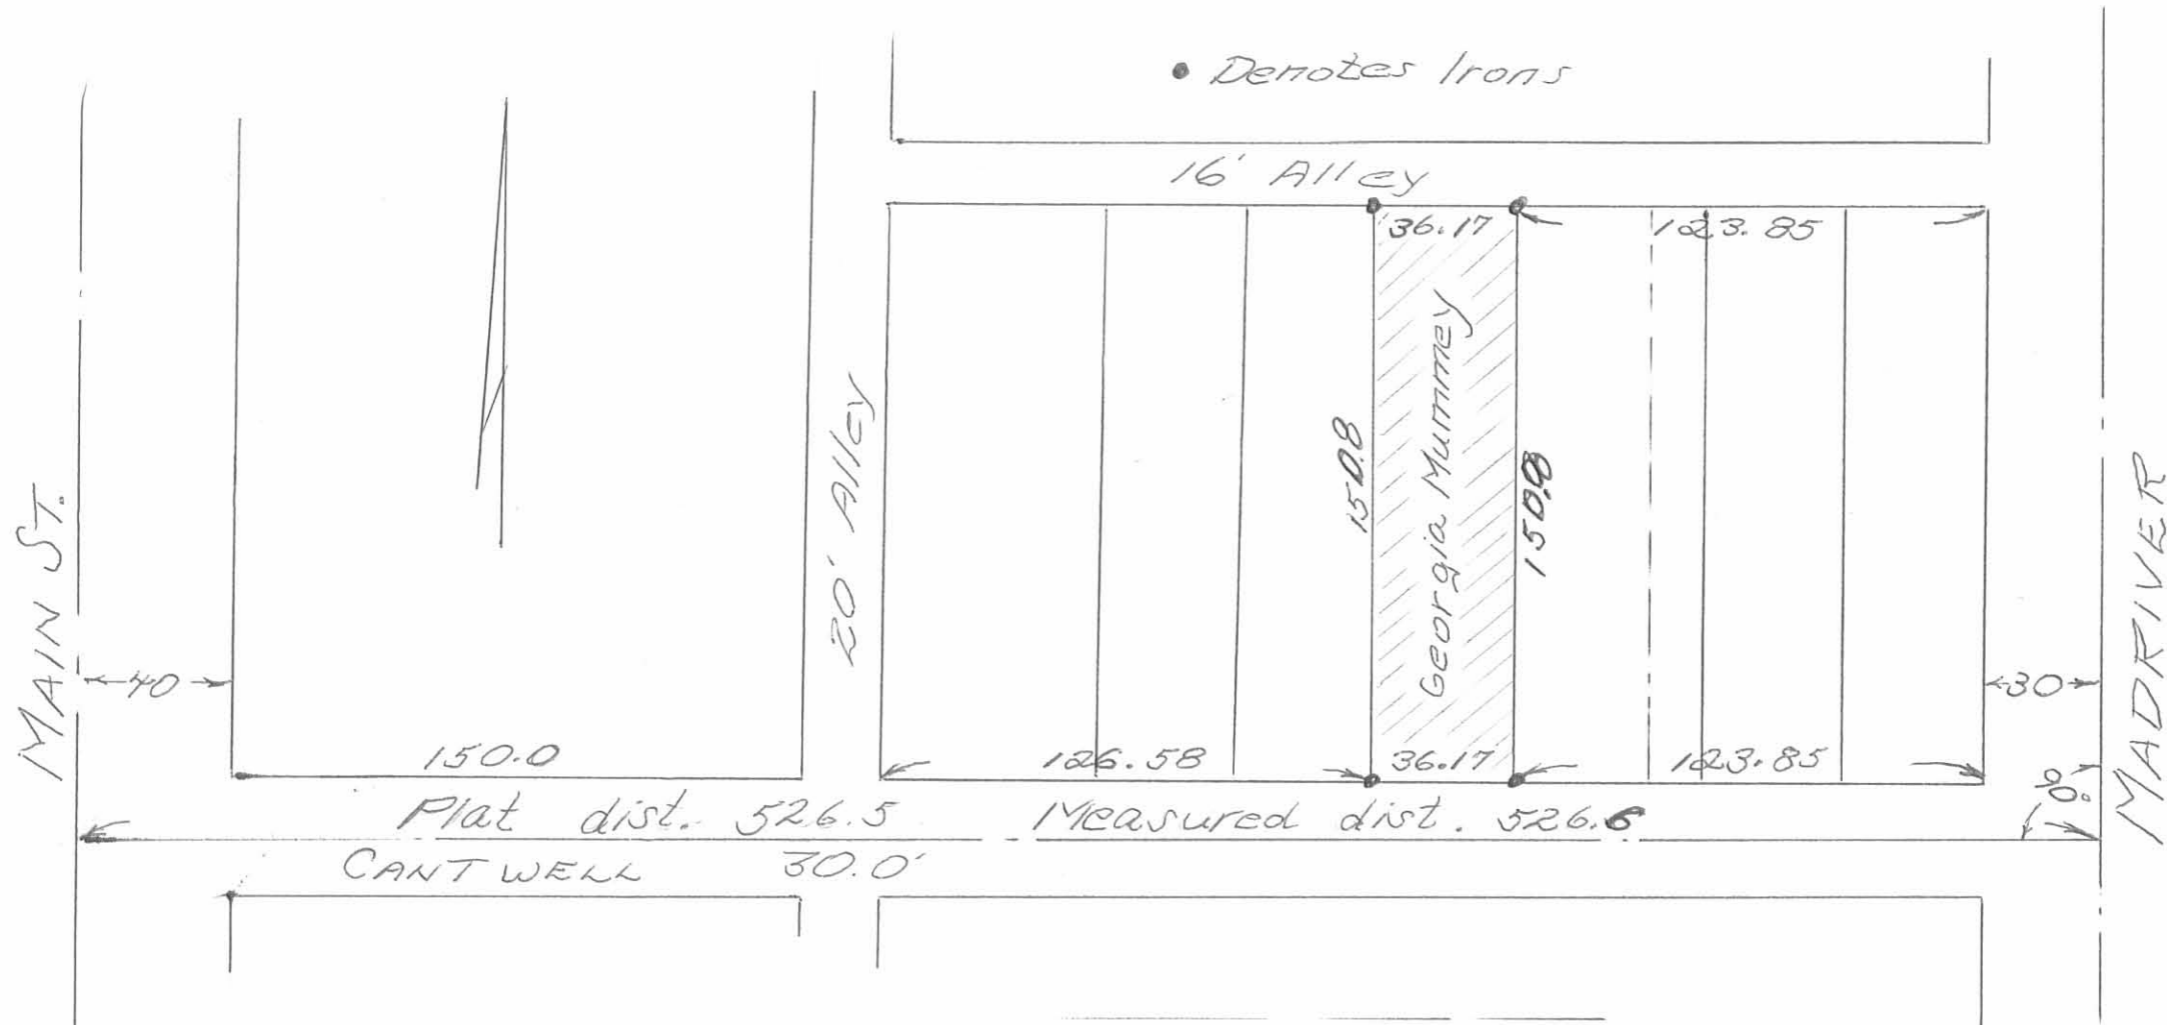 • Denotes Irons
16' Alley
36.17
123.85
MAIN ST.
20' Alley
150.8
Georgia Mummey
150.8
MADRIVER
40
30
150.0
126.58
36.17
123.85
90°
Plat dist. 526.5
Measured dist. 526.6
CANTWELL 30.0'